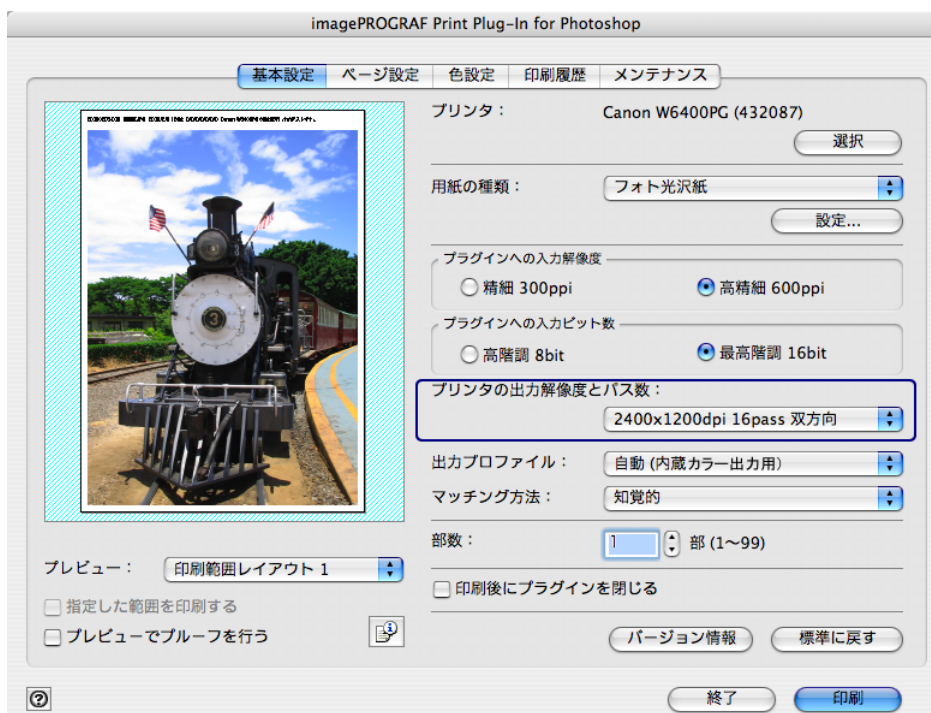 imagePROGRAF Print Plug-In for Photoshop
基本設定 ページ設定 色設定 印刷履歴 メンテナンス
プリンタ： Canon W6400PG (432087)
選択
用紙の種類： フォト光沢紙
設定...
プラグインへの入力解像度
精細 300ppi 高精細 600ppi
プラグインへの入力ビット数
高階調 8bit 最高階調 16bit
プリンタの出力解像度とパス数：
2400x1200dpi 16pass 双方向
出力プロファイル： 自動 (内蔵カラー出力用)
マッチング方法： 知覚的
部数： 1 部 (1〜99)
印刷後にプラグインを閉じる
プレビュー： 印刷範囲レイアウト 1
指定した範囲を印刷する
プレビューでプルーフを行う
バージョン情報 標準に戻す
終了 印刷
3